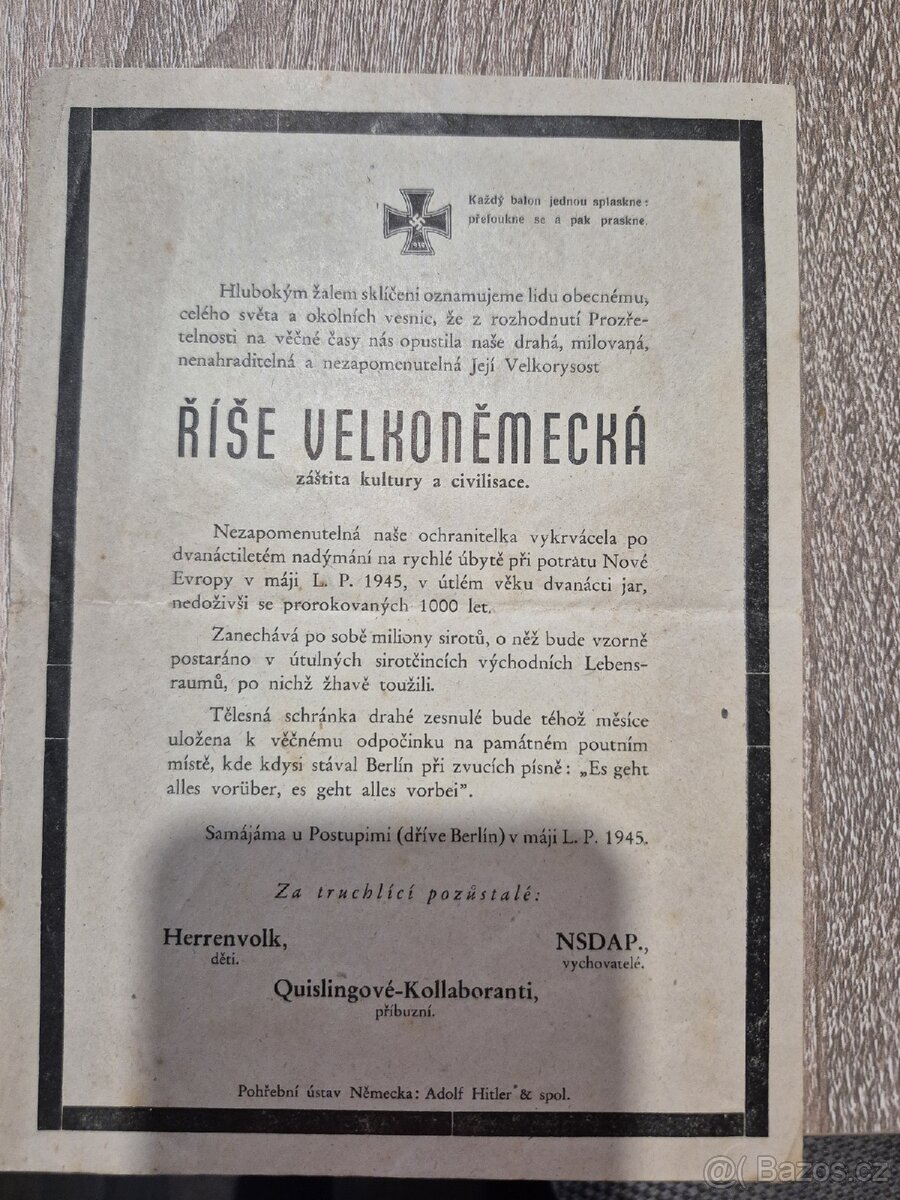 Každý balon jednou splaskne:
přefoukne se a pak praskne.
Hlubokým žalem sklíčeni oznamujeme lidu obecnému,
celého světa a okolních vesnic, že z rozhodnutí Prozře-
telnosti na věčné časy nás opustila naše drahá, milovaná,
nenahraditelná a nezapomenutelná Její Velkorysost
ŘÍŠE VELKONĚMECKÁ
záštita kultury a civilisace.
Nezapomenutelná naše ochranitelka vykrvácela po
dvanáctiletém nadýmání na rychlé úbytě při potratu Nové
Evropy v máji L. P. 1945, v útlém věku dvanácti jar,
nedoživši se prorokovaných 1000 let.
Zanechává po sobě miliony sirotů, o něž bude vzorně
postaráno v útulných sirotčincích východních Lebens-
raumů, po nichž žhavě toužili.
Tělesná schránka drahé zesnulé bude téhož měsíce
uložena k věčnému odpočinku na památném poutním
místě, kde kdysi stával Berlín při zvucích písně: „Es geht
alles vorüber, es geht alles vorbei".
Samájáma u Postupimi (dříve Berlín) v máji L. P. 1945.
Za truchlící pozůstalé:
Herrenvolk, NSDAP.,
děti. vychovatelé.
Quislingové-Kollaboranti,
příbuzní.
Pohřební ústav Německa: Adolf Hitler & spol.
@( Bazos.cz